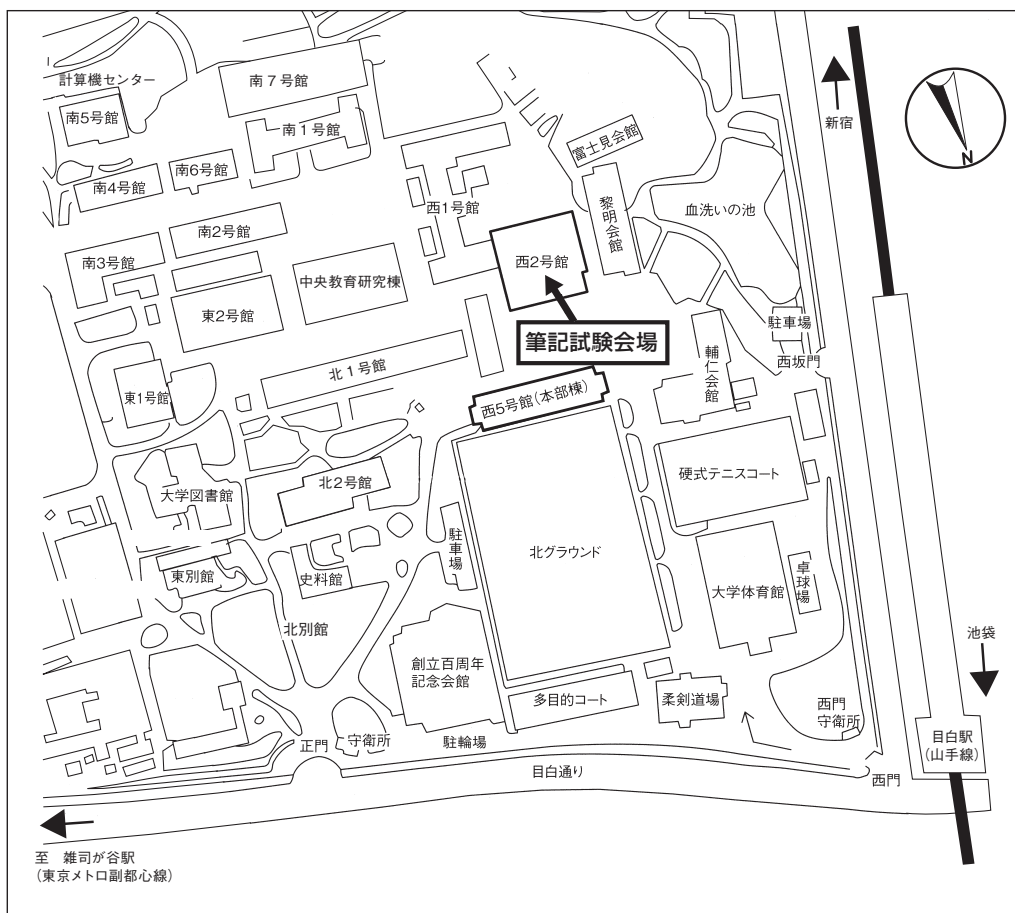 計算機センター
南7号館
南5号館
南1号館
新宿
N
富士見会館
南6号館
南4号館
西1号館
黎明会館
血洗いの池
南2号館
南3号館
西2号館
中央教育研究棟
東2号館
駐車場
筆記試験会場
輔仁会館
西坂門
北1号館
東1号館
西5号館(本部棟)
硬式テニスコート
北2号館
大学図書館
駐車場
北グラウンド
東別館
史料館
大学体育館
卓球場
北別館
池袋
創立百周年
記念会館
多目的コート
柔剣道場
西門
守衛所
正門
守衛所
駐輪場
目白駅
(山手線)
目白通り
西門
至 雑司が谷駅
(東京メトロ副都心線)